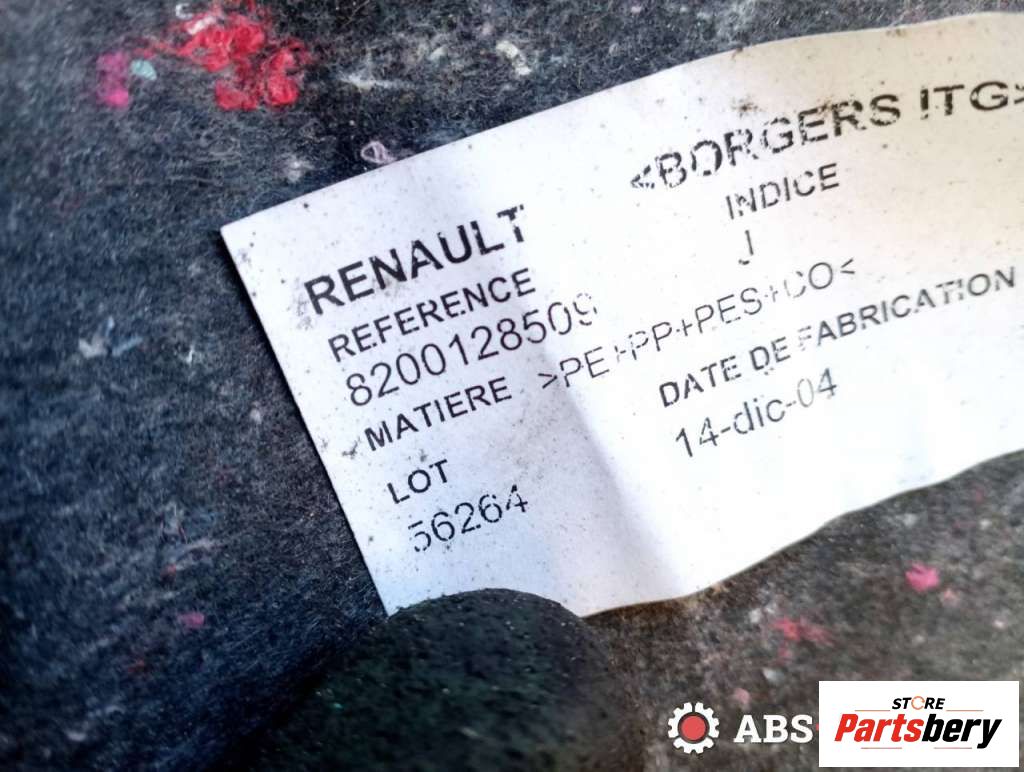 <BORGERS ITG>
RENAULT
INDICE
REFERENCE
J
8200128509
MATIERE >PE+PP+PES+CO<
DATE DE FABRICATION
LOT
14-dic-04
56264
ABS
STORE
Partsbery